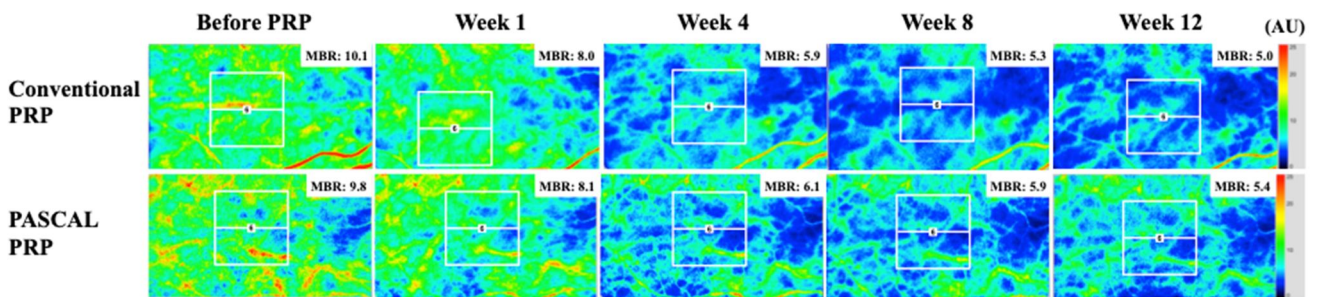 Before PRP Week 1 Week 4 Week 8 Week 12 (AU)
Conventional
PRP
MBR: 10.1 MBR: 8.0 MBR: 5.9 MBR: 5.3 MBR: 5.0
PASCAL
PRP
MBR: 9.8 MBR: 8.1 MBR: 6.1 MBR: 5.9 MBR: 5.4